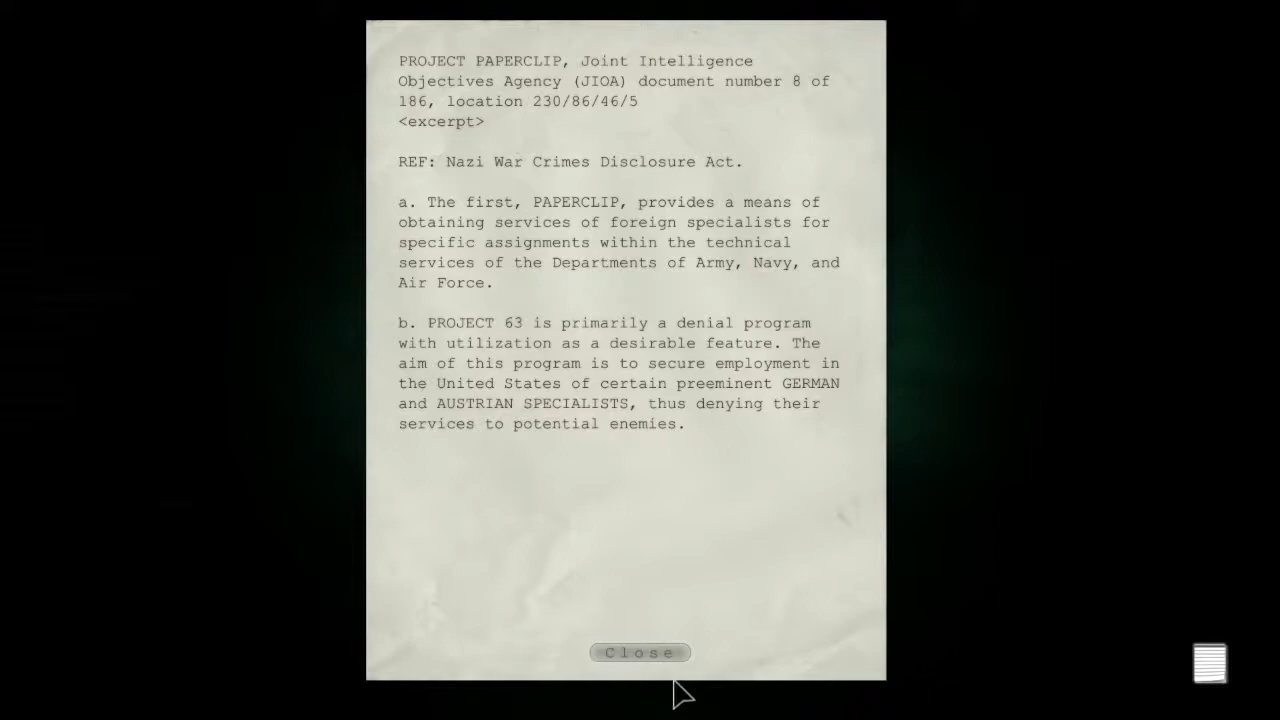 PROJECT PAPERCLIP, Joint Intelligence
Objectives Agency (JIOA) document number 8 of
186, location 230/86/46/5
<excerpt>
REF: Nazi War Crimes Disclosure Act.
a. The first, PAPERCLIP, provides a means of
obtaining services of foreign specialists for
specific assignments within the technical
services of the Departments of Army, Navy, and
Air Force.
b. PROJECT 63 is primarily a denial program
with utilization as a desirable feature. The
aim of this program is to secure employment in
the United States of certain preeminent GERMAN
and AUSTRIAN SPECIALISTS, thus denying their
services to potential enemies.
Close